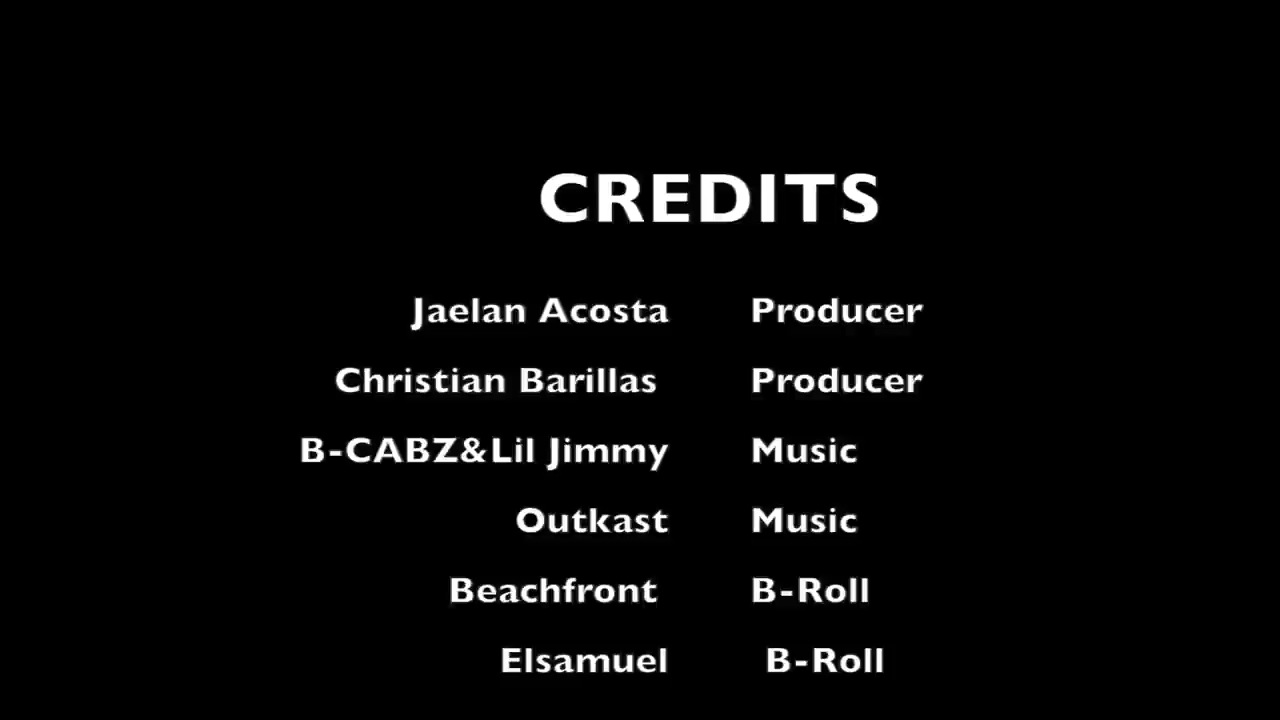 CREDITS
Jaelan Acosta Producer
Christian Barillas Producer
B-CABZ&Lil Jimmy Music
Outkast Music
Beachfront B-Roll
Elsamuel B-Roll